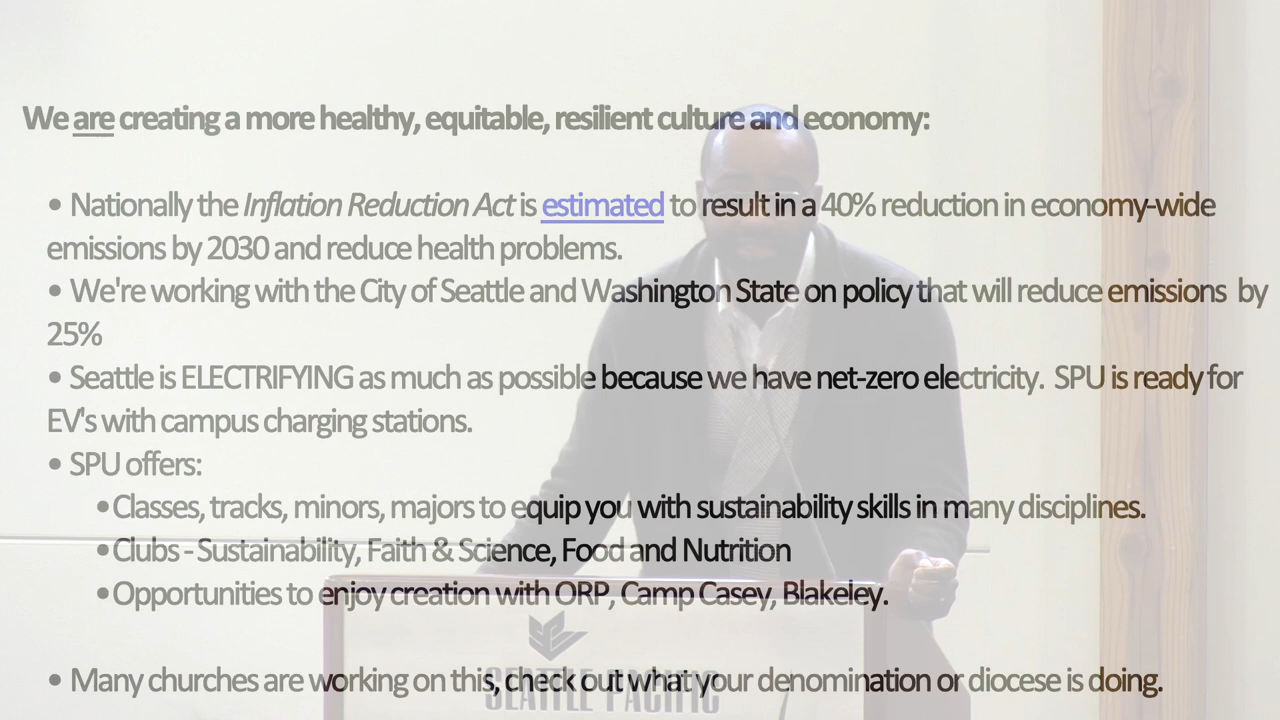 We are creating a more healthy, equitable, resilient culture and economy:
• Nationally the Inflation Reduction Act is estimated to result in a 40% reduction in economy-wide
emissions by 2030 and reduce health problems.
• We're working with the City of Seattle and Washington State on policy that will reduce emissions by
25%
• Seattle is ELECTRIFYING as much as possible because we have net-zero electricity. SPU is ready for
EV's with campus charging stations.
• SPU offers:
• Classes, tracks, minors, majors to equip you with sustainability skills in many disciplines.
• Clubs - Sustainability, Faith & Science, Food and Nutrition
• Opportunities to enjoy creation with ORP, Camp Casey, Blakeley.
• Many churches are working on this, check out what your denomination or diocese is doing.
SEATTLE PACIFIC